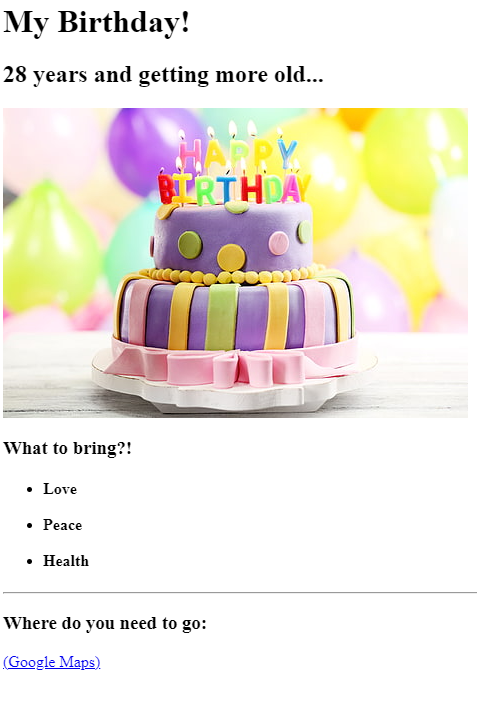 My Birthday!
28 years and getting more old...
HAPPY
BIRTHDAY
What to bring?!
Love
Peace
Health
Where do you need to go:
(Google Maps)